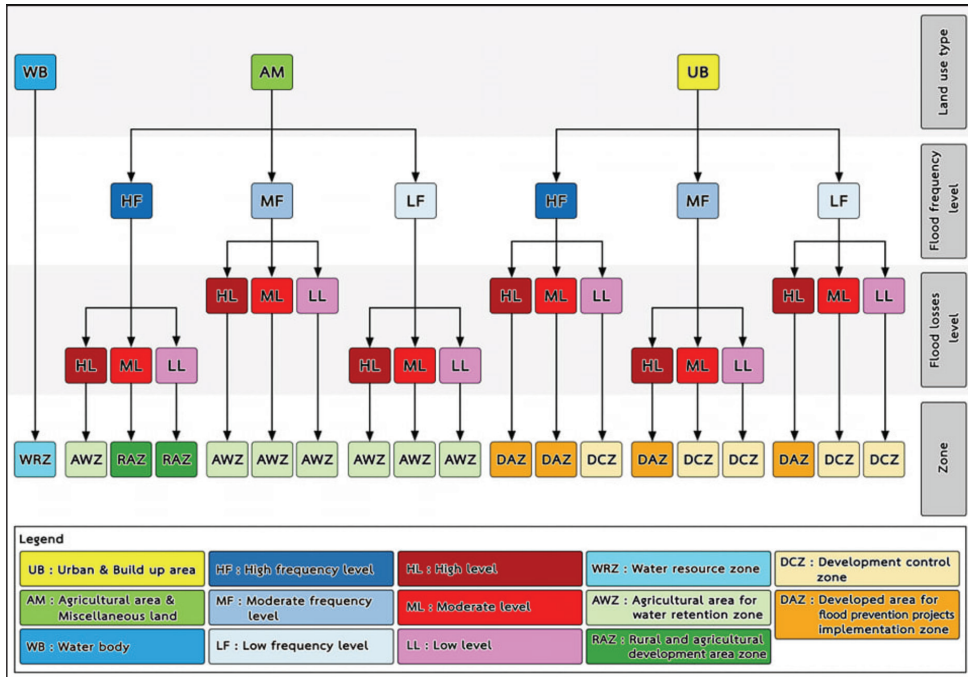 WB AM UB Land use type
HF MF LF HF MF LF Flood frequency level
HL ML LL HL ML LL HL ML LL Flood losses level
HL ML LL HL ML LL HL ML LL
WRZ AWZ RAZ RAZ AWZ AWZ AWZ AWZ AWZ AWZ DAZ DAZ DCZ DAZ DCZ DCZ DAZ DCZ DCZ Zone
Legend
UB : Urban & Build up area
AM : Agricultural area &
Miscellaneous land
WB : Water body
HF : High frequency level
MF : Moderate frequency
level
LF : Low frequency level
HL : High level
ML : Moderate level
LL : Low level
WRZ : Water resource zone
AWZ : Agricultural area for
water retention zone
RAZ : Rural and agricultural
development area zone
DCZ : Development control
zone
DAZ : Developed area for
flood prevention projects
implementation zone